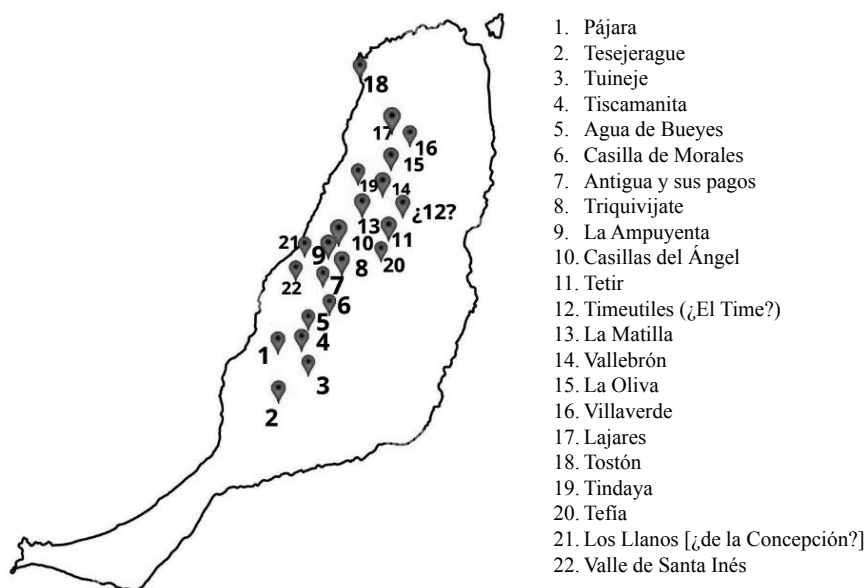 18
17
16
15
19
14
¿12?
13
11
21
10
20
9
8
22
7
6
5
4
1
3
2
1. Pájara
2. Tesejerague
3. Tuineje
4. Tiscamanita
5. Agua de Bueyes
6. Casilla de Morales
7. Antigua y sus pagos
8. Triquivijate
9. La Ampuyenta
10. Casillas del Ángel
11. Tetir
12. Timeutiles (¿El Time?)
13. La Matilla
14. Vallebrón
15. La Oliva
16. Villaverde
17. Lajares
18. Tostón
19. Tindaya
20. Tefía
21. Los Llanos [¿de la Concepción?]
22. Valle de Santa Inés